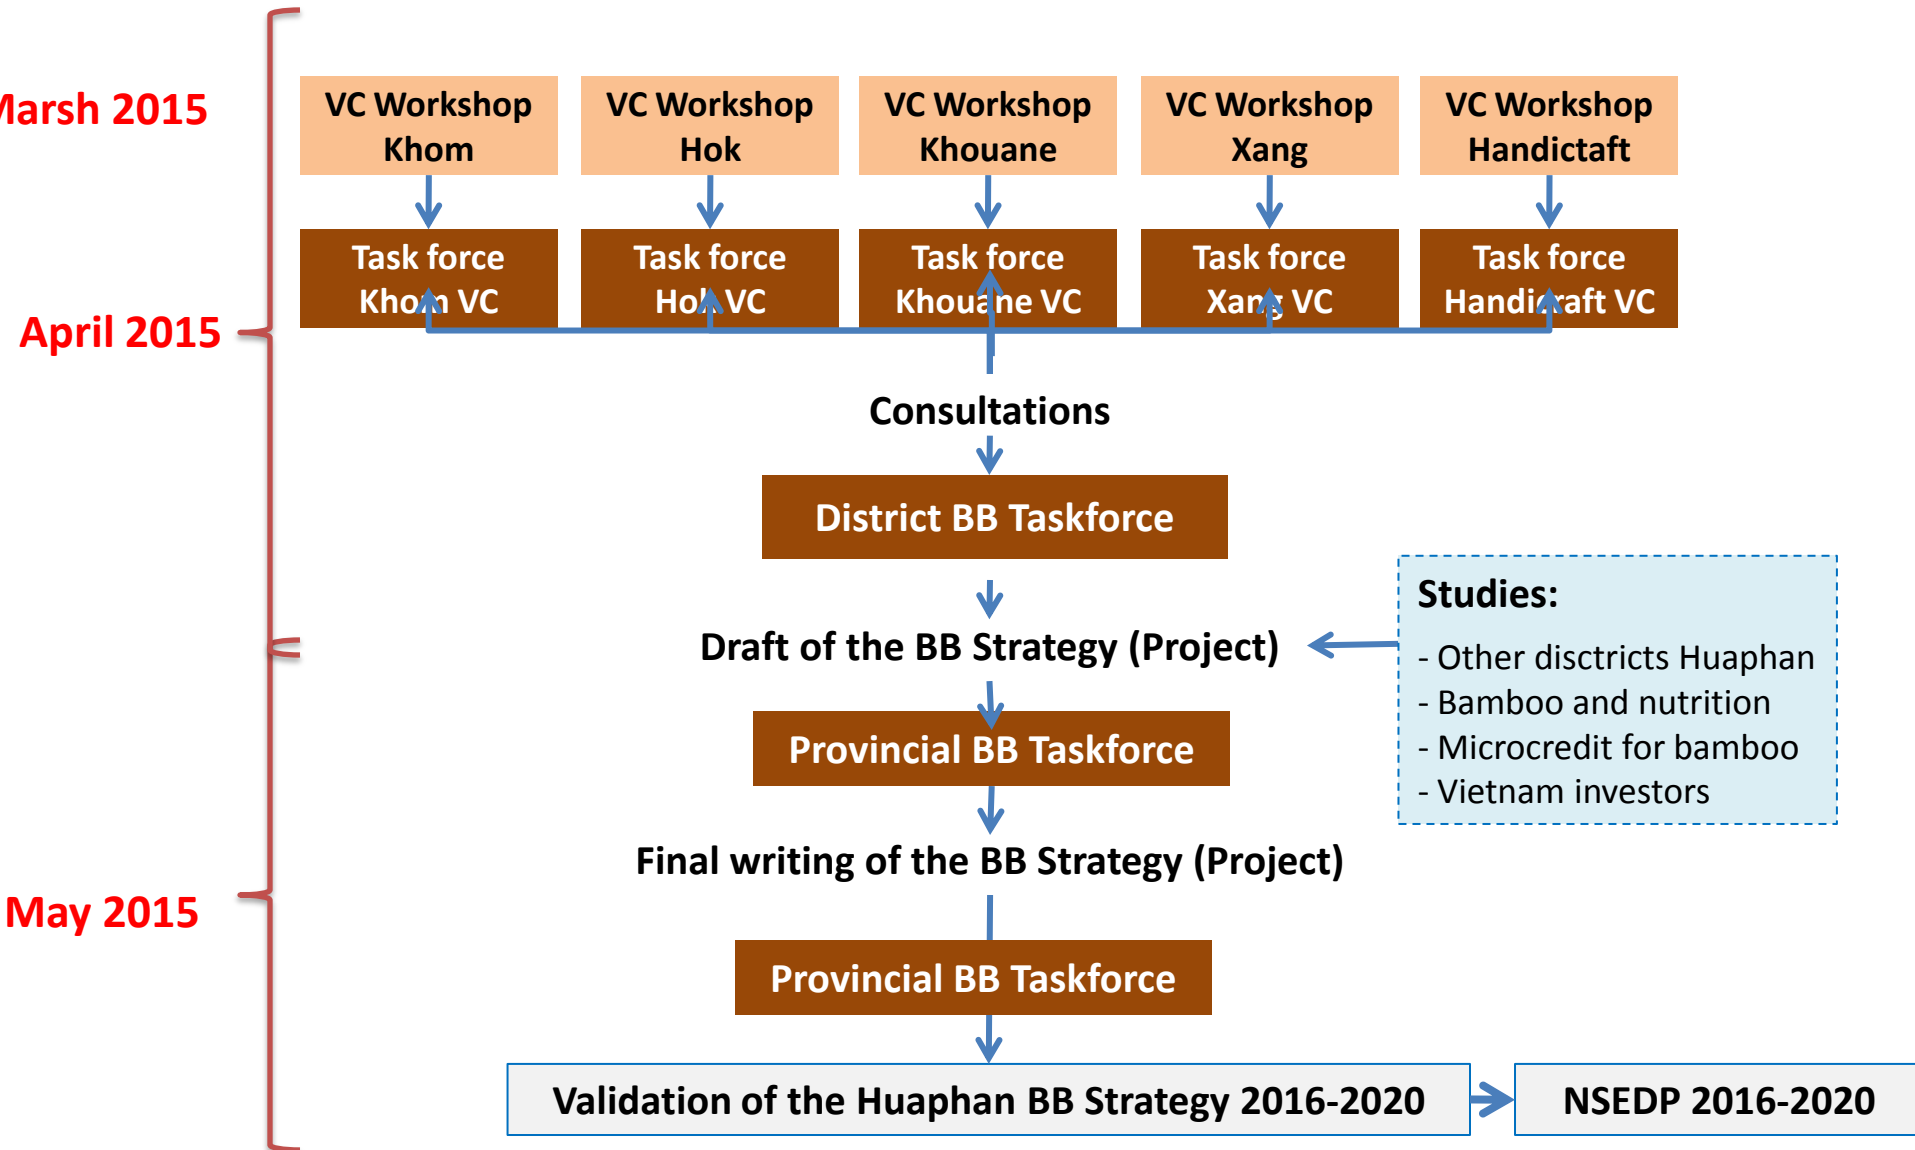 Marsh 2015
VC Workshop
Khom
VC Workshop
Hok
VC Workshop
Khouane
VC Workshop
Xang
VC Workshop
Handictaft
Task force
Khom VC
Task force
Hok VC
Task force
Khouane VC
Task force
Xang VC
Task force
Handicraft VC
April 2015
Consultations
District BB Taskforce
Studies:
- Other disctricts Huaphan
- Bamboo and nutrition
- Microcredit for bamboo
- Vietnam investors
Draft of the BB Strategy (Project)
Provincial BB Taskforce
Final writing of the BB Strategy (Project)
May 2015
Provincial BB Taskforce
Validation of the Huaphan BB Strategy 2016-2020
NSEDP 2016-2020